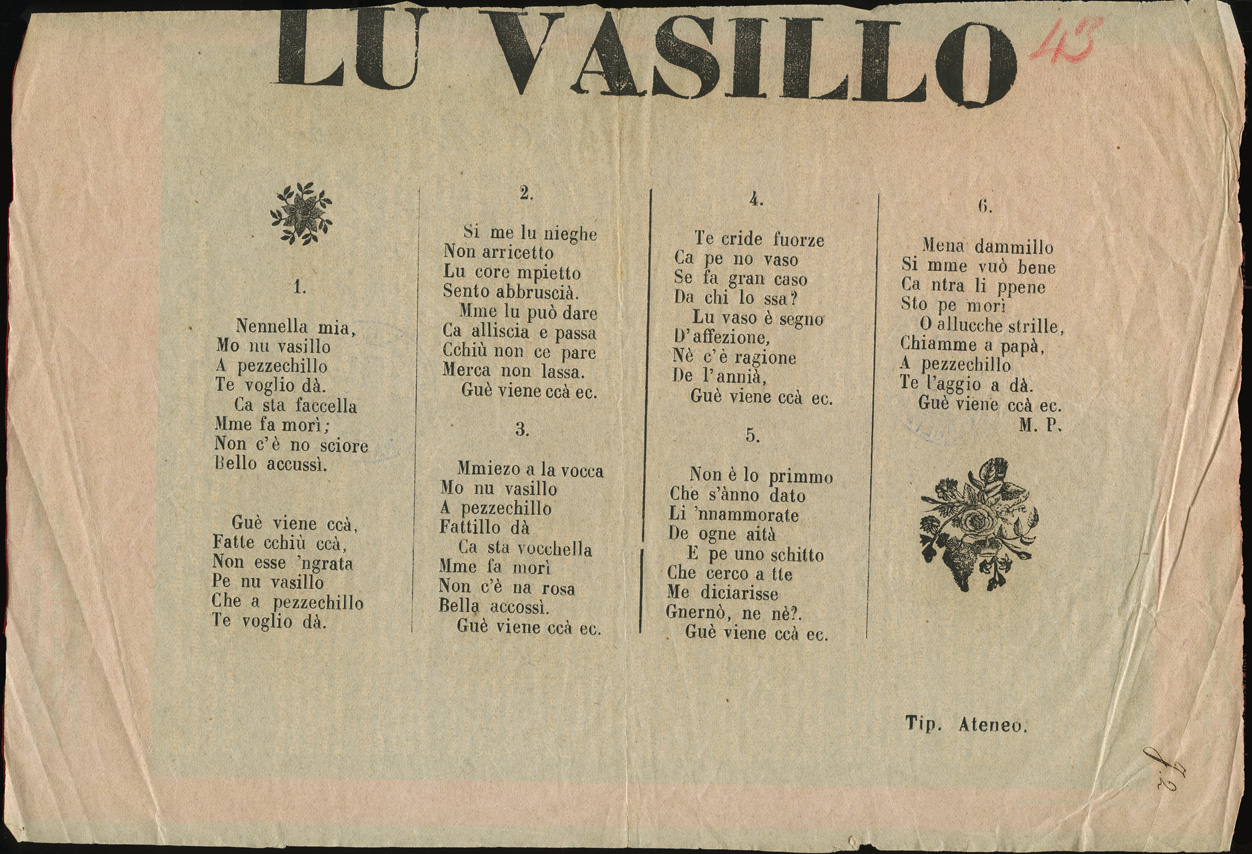 LU VASILLO
43
1.
Nennella mia,
Mo nu vasillo
A pezzechillo
Te voglio dà.
Ca sta faccella
Mme fa morì;
Non c'è no sciore
Bello accussì.
Guè viene ccà,
Fatte cchiù ccà,
Non esse 'ngrata
Pe nu vasillo
Che a pezzechillo
Te voglio dà.
2.
Si me lu nieghe
Non arricetto
Lu core mpietto
Sento abbruscià.
Mme lu può dare
Ca alliscia e passa
Cchiù non ce pare
Merca non lassa.
Guè viene ccà ec.
3.
Mmiezo a la vocca
Mo nu vasillo
A pezzechillo
Fattillo dà
Ca sta vocchella
Mme fa morì
Non c'è na rosa
Bella accossì.
Guè viene ccà ec.
4.
Te cride fuorze
Ca pe no vaso
Se fa gran caso
Da chi lo ssa?
Lu vaso è segno
D'affezione,
Nè c'è ragione
De l'annià,
Guè viene ccà ec.
5.
Non è lo primmo
Che s'ànno dato
Li 'nnammorate
De ogne aità
E pe uno schitto
Che cerco a tte
Me diciarisse
Gnernò, ne nè?.
Guè viene ccà ec.
6.
Mena dammillo
Si mme vuò bene
Ca ntra li ppene
Sto pe morì
O allucche strille,
Chiamme a papà,
A pezzechillo
Te l'aggio a dà.
Guè viene ccà ec.
M. P.
Tip. Ateneo.